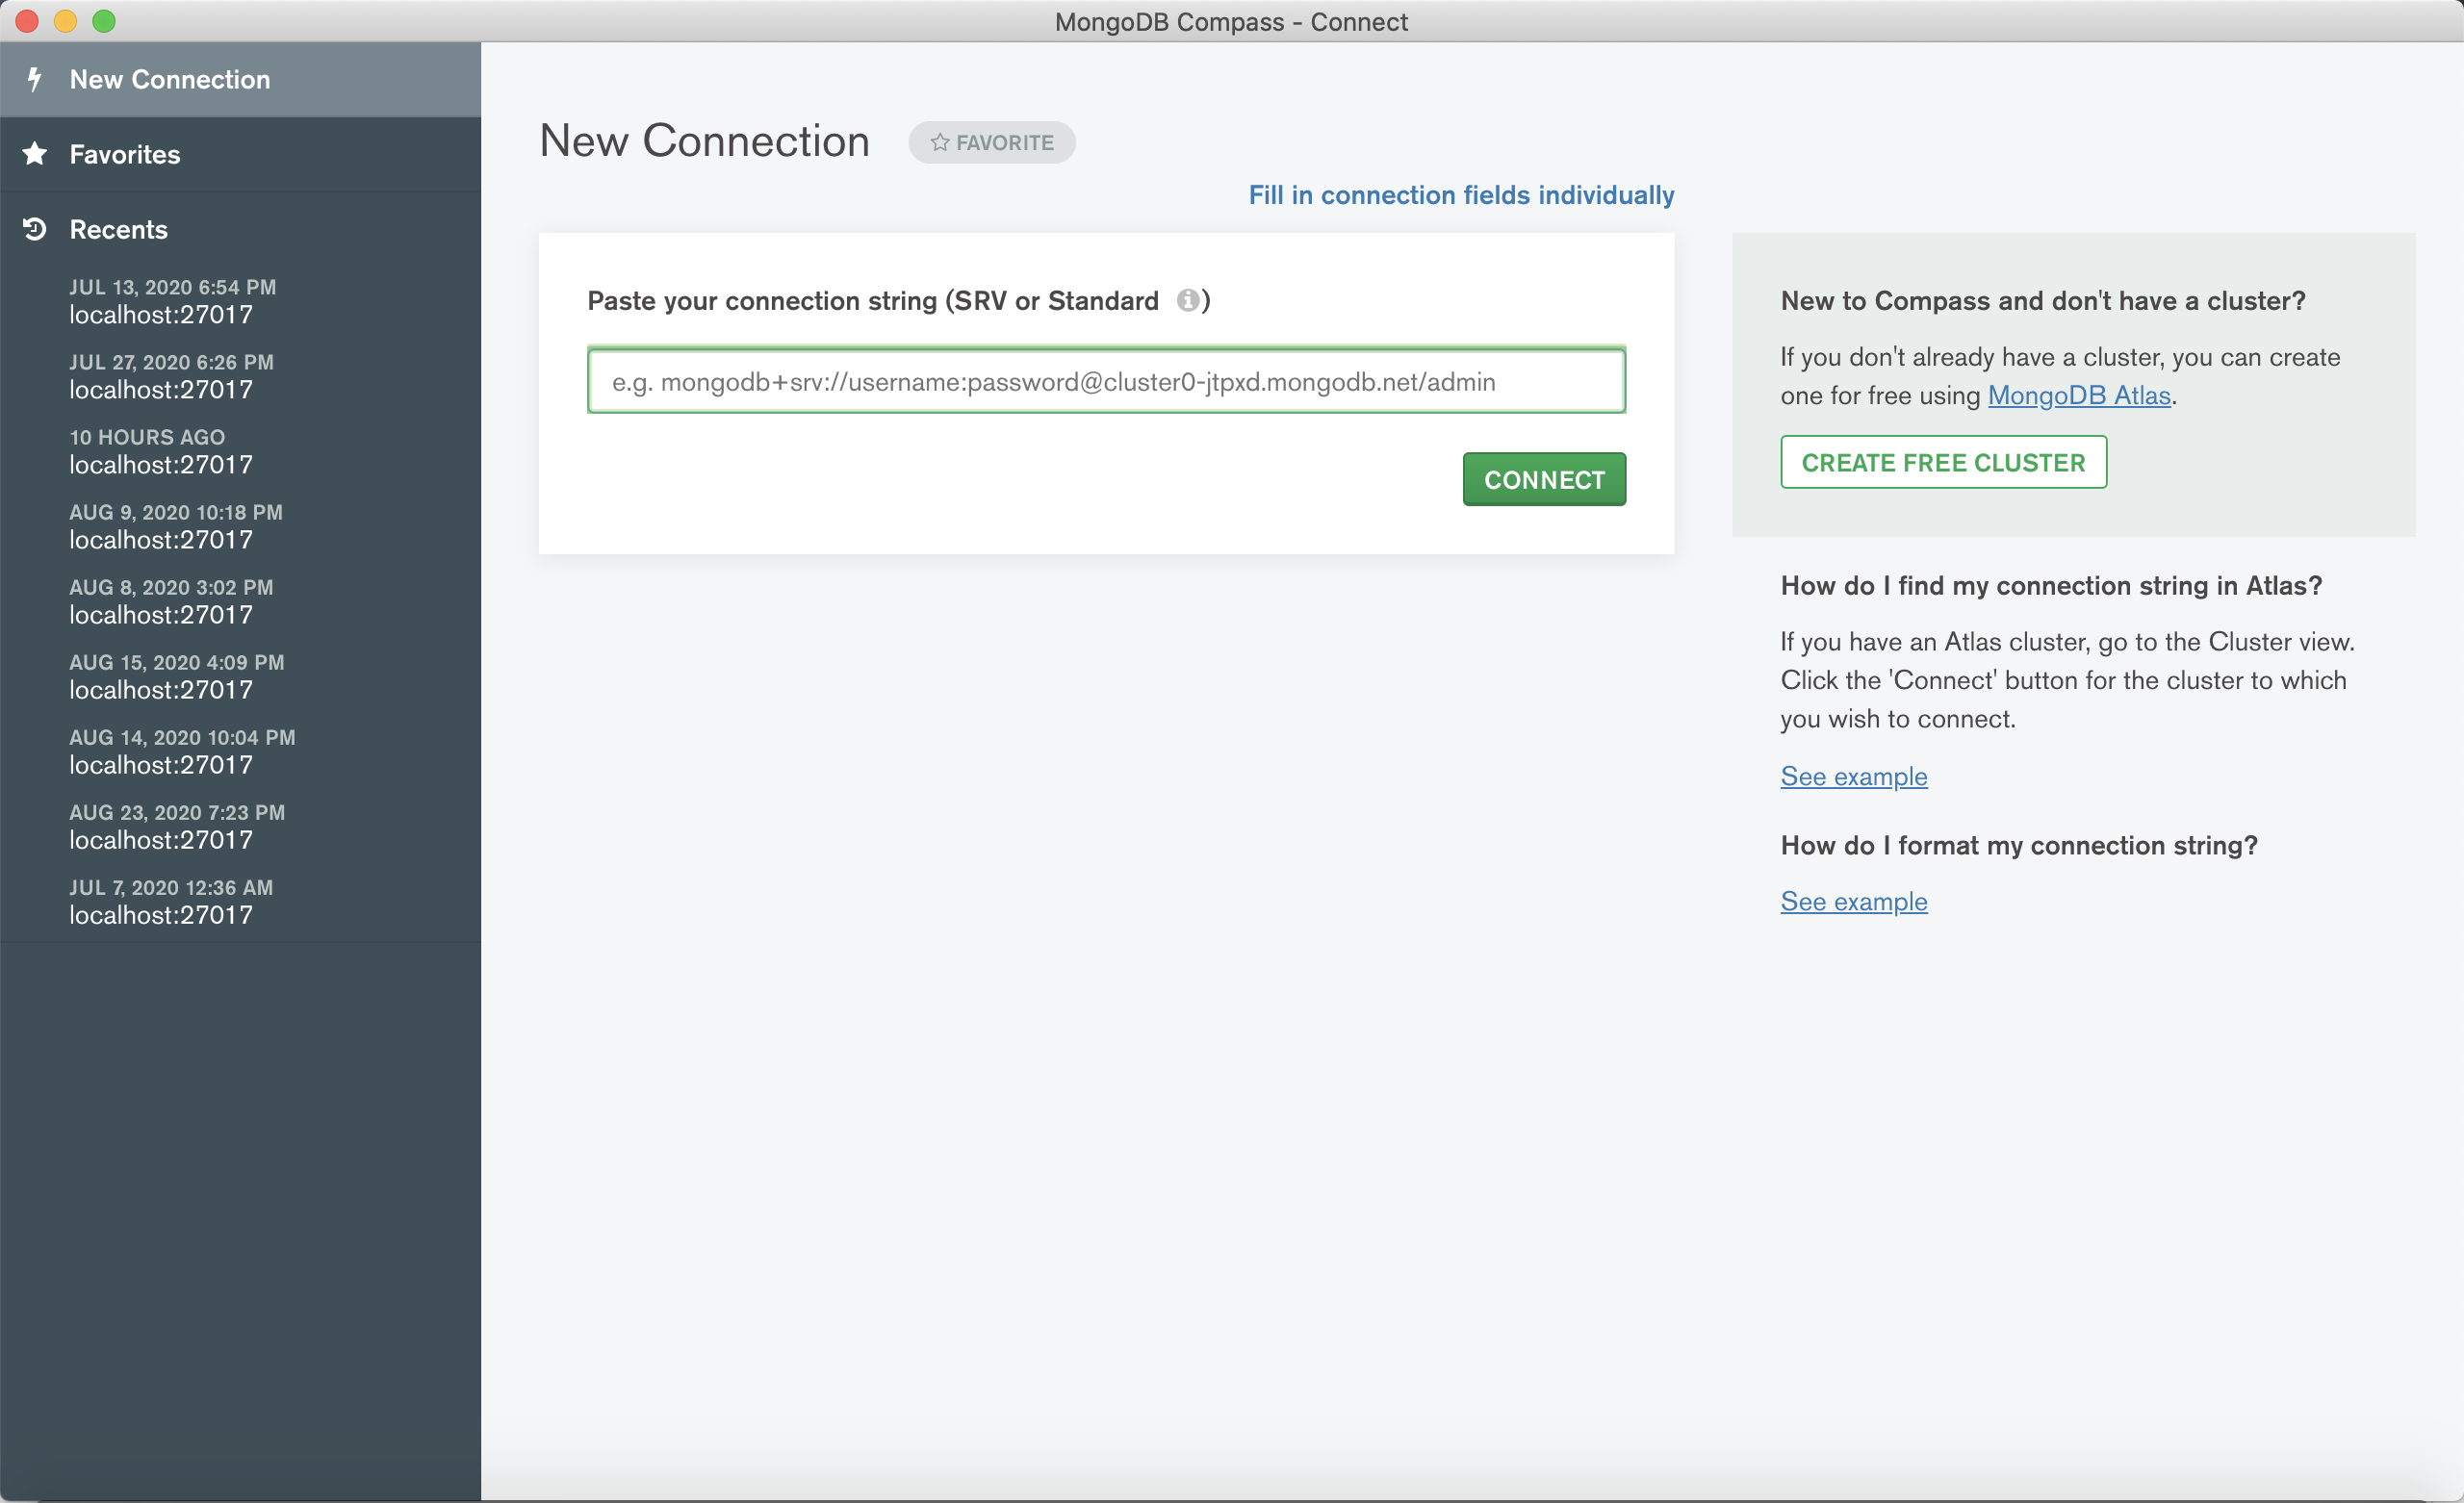 MongoDB Compass - Connect
New Connection
Favorites
Recents
JUL 13, 2020 6:54 PM
localhost:27017
JUL 27, 2020 6:26 PM
localhost:27017
10 HOURS AGO
localhost:27017
AUG 9, 2020 10:18 PM
localhost:27017
AUG 8, 2020 3:02 PM
localhost:27017
AUG 15, 2020 4:09 PM
localhost:27017
AUG 14, 2020 10:04 PM
localhost:27017
AUG 23, 2020 7:23 PM
localhost:27017
JUL 7, 2020 12:36 AM
localhost:27017
New Connection
FAVORITE
Fill in connection fields individually
Paste your connection string (SRV or Standard )
e.g. mongodb+srv://username:password@cluster0-jtpxd.mongodb.net/admin
CONNECT
New to Compass and don't have a cluster?
If you don't already have a cluster, you can create
one for free using MongoDB Atlas.
CREATE FREE CLUSTER
How do I find my connection string in Atlas?
If you have an Atlas cluster, go to the Cluster view.
Click the 'Connect' button for the cluster to which
you wish to connect.
See example
How do I format my connection string?
See example